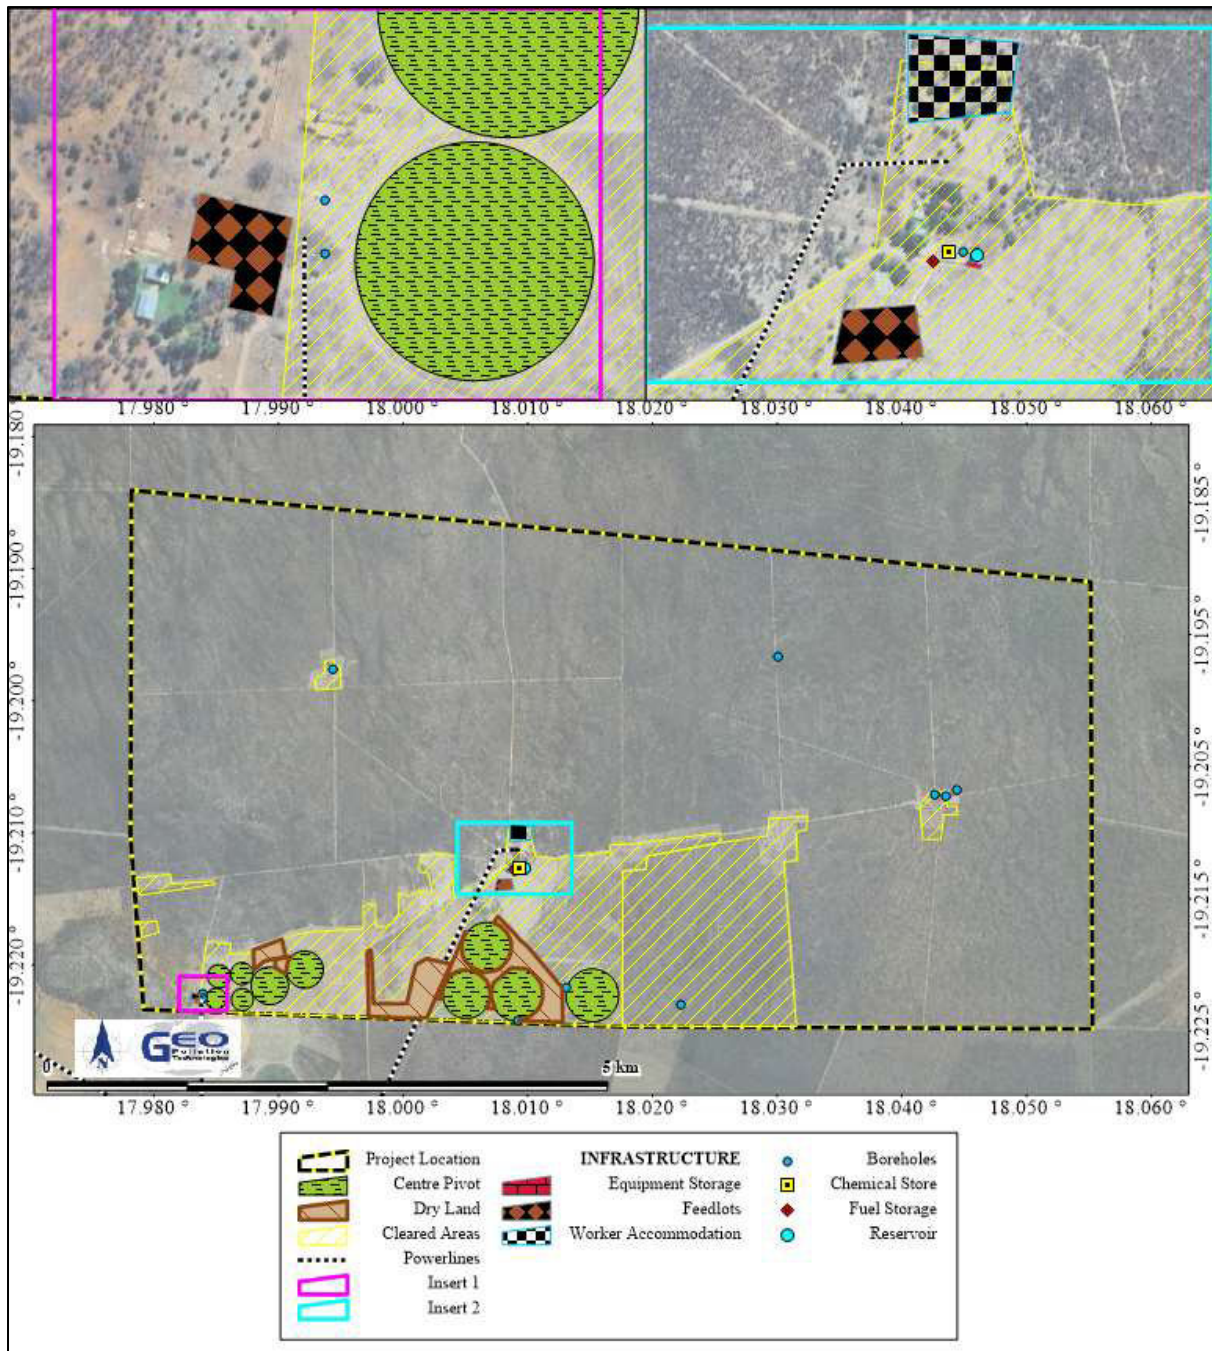 17.980 ° 17.990 ° 18.000 ° 18.010 ° 18.020 18.030 ° 18.040 ° 18.050 ° 18.060 °
-19.180
-19.190 °
-19.200 °
-19.210 °
-19.220 °
-19.185 °
-19.195 °
-19.205 °
-19.215 °
-19.225 °
N
GEO
Pollution
Technologies
0 5 km
17.980 ° 17.990 ° 18.000 ° 18.010 ° 18.020 ° 18.030 ° 18.040 ° 18.050 ° 18.060 °
Project Location
Centre Pivot
Dry Land
Cleared Areas
Powerlines
Insert 1
Insert 2
INFRASTRUCTURE
Equipment Storage
Feedlots
Worker Accommodation
Boreholes
Chemical Store
Fuel Storage
Reservoir